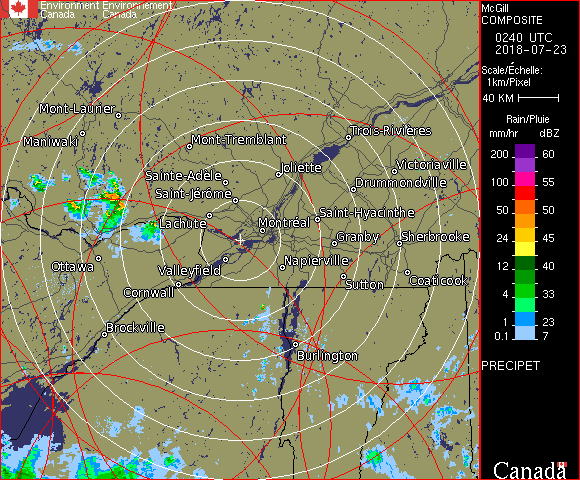 Environment Environnement
Canada Canada
McGill
COMPOSITE
0240 UTC
2018-07-23
Scale/Échelle:
1km/Pixel
40 KM
Rain/Pluie
mm/hr dBZ
200 60
100 55
50 50
24 45
12 40
4 33
1 23
0.1 7
PRECIPET
Mont-Laurier
Maniwaki
Mont-Tremblant
Trois-Rivières
Joliette
Victoriaville
Sainte-Adèle
Drummondville
Saint-Jérôme
Saint-Hyacinthe
Lachute
Montréal
Granby
Sherbrooke
Ottawa
Valleyfield
Napierville
Cornwall
Sutton
Coaticook
Brockville
Burlington
Canada